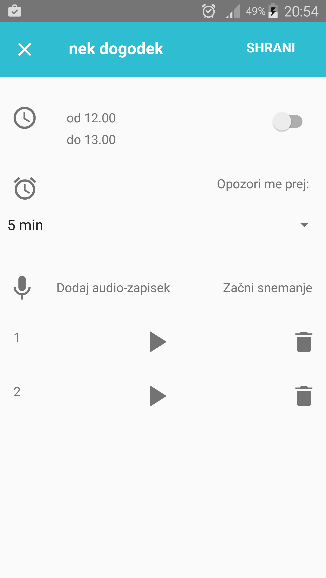 49% 20:54
nek dogodek SHRANI
od 12.00
do 13.00
Opozori me prej:
5 min
Dodaj audio-zapisek Začni snemanje
1
2